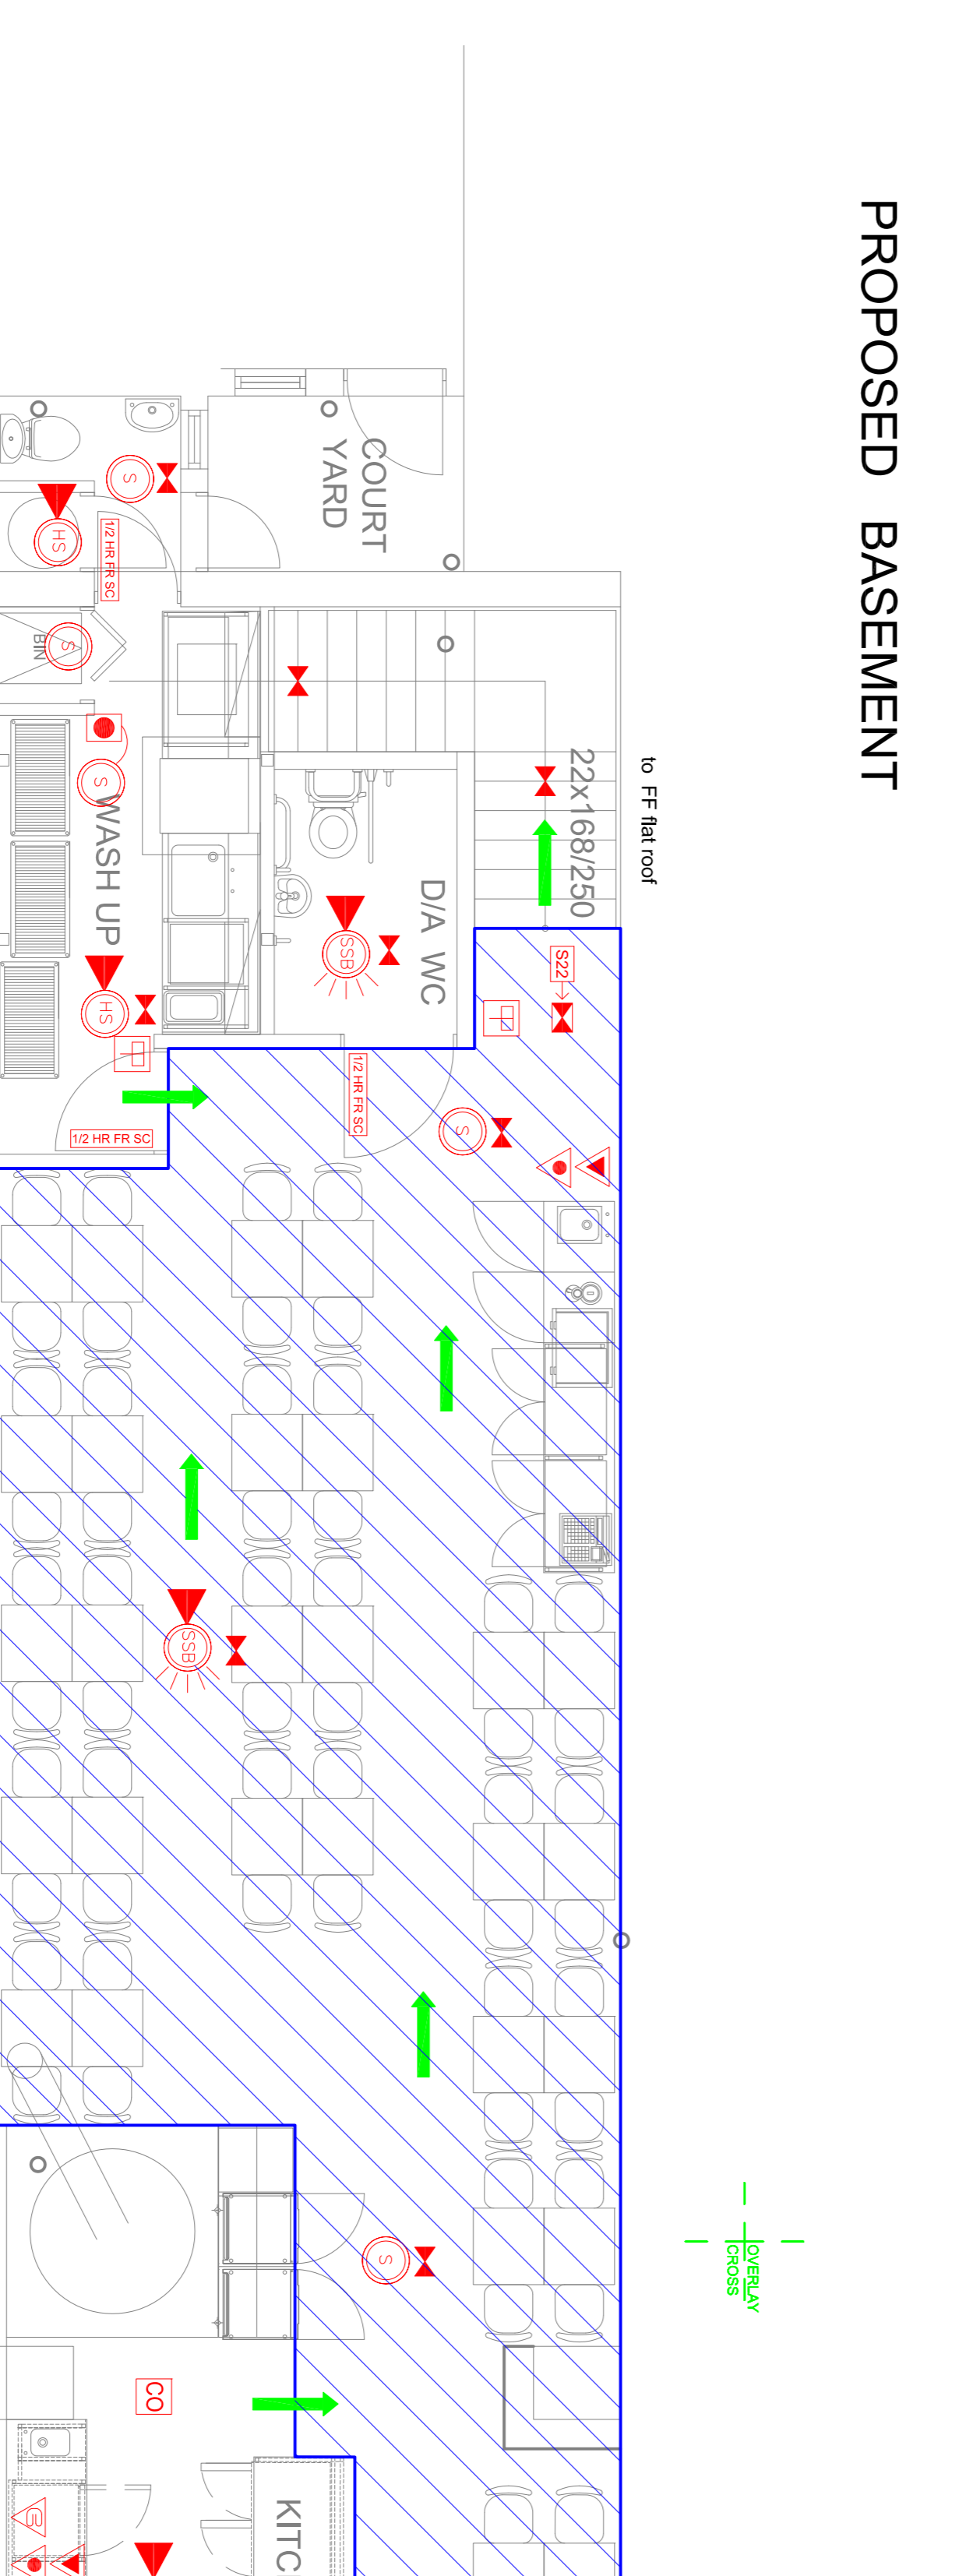 PROPOSED BASEMENT
to FF flat roof
22x168/250
COURT
YARD
S
HS
1/2 HR FR SC
BIN
S
S
WASH UP
HS
1/2 HR FR SC
D/A WC
SSB
1/2 HR FR SC
S22
S
SSB
S
OVERLAY
CROSS
CO
KITC